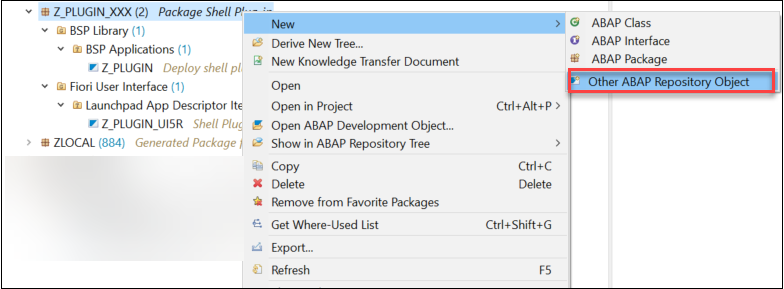 Z_PLUGIN_XXX (2) Package Shell Plug-in
BSP Library (1)
BSP Applications (1)
Z_PLUGIN Deploy shell pl
Fiori User Interface (1)
Launchpad App Descriptor Ite
Z_PLUGIN_UI5R Shell Plug
ZLOCAL (884) Generated Package f
New
Derive New Tree...
New Knowledge Transfer Document
Open
Open in Project Ctrl+Alt+P
Open ABAP Development Object...
Show in ABAP Repository Tree
Copy Ctrl+C
Delete Delete
Remove from Favorite Packages
Get Where-Used List Ctrl+Shift+G
Export...
Refresh F5
ABAP Class
ABAP Interface
ABAP Package
Other ABAP Repository Object